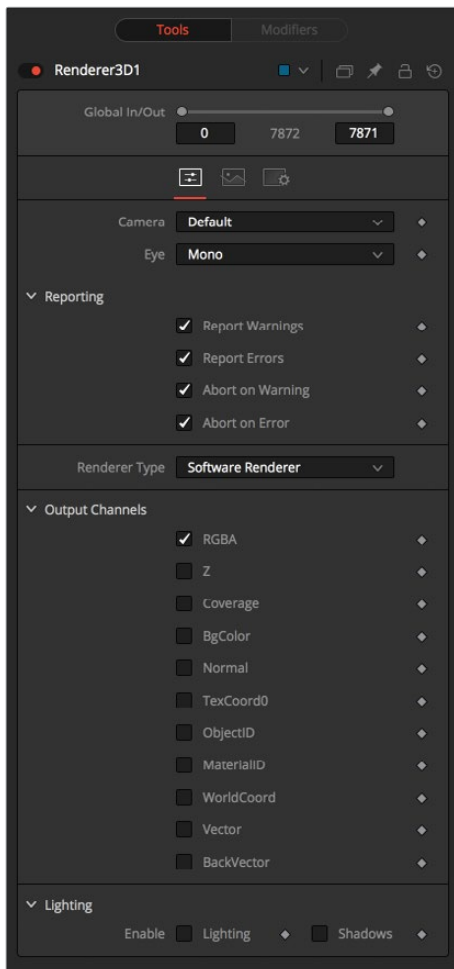 Tools Modifiers
Renderer3D1
Global In/Out
0 7872 7871
Camera Default
Eye Mono
Reporting
Report Warnings
Report Errors
Abort on Warning
Abort on Error
Renderer Type Software Renderer
Output Channels
RGBA
Z
Coverage
BgColor
Normal
TexCoord0
ObjectID
MaterialID
WorldCoord
Vector
BackVector
Lighting
Enable Lighting Shadows